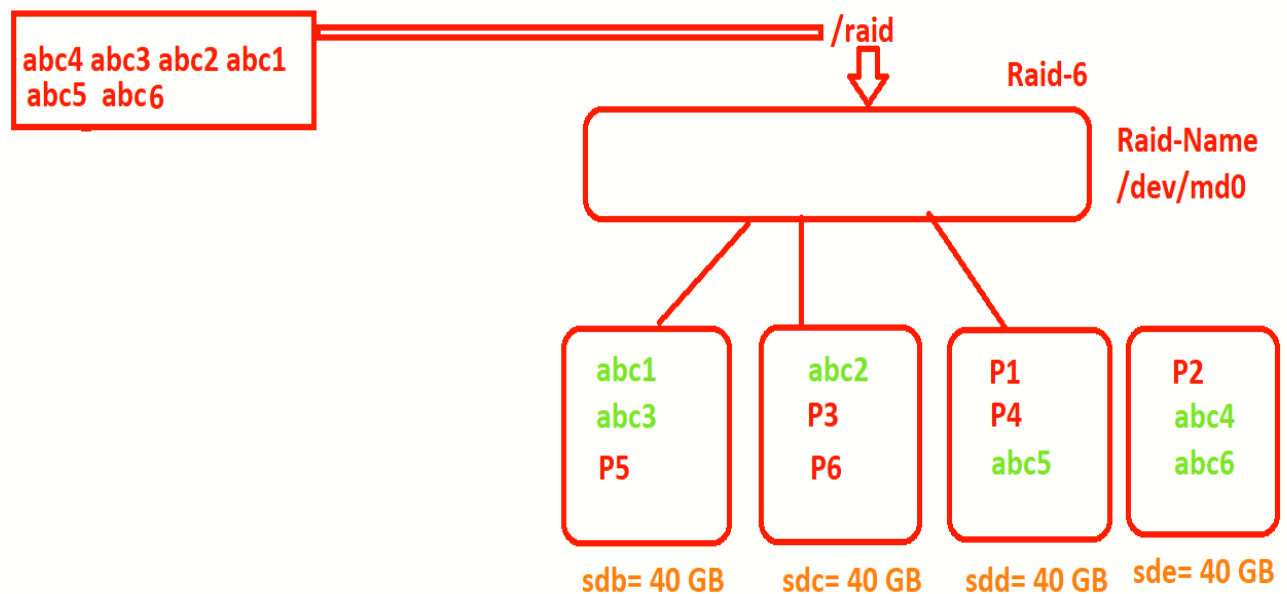 /raid
abc4 abc3 abc2 abc1
abc5 abc6
Raid-6
Raid-Name
/dev/md0
abc1
abc3
P5
abc2
P3
P6
P1
P4
abc5
P2
abc4
abc6
sdb= 40 GB
sdc= 40 GB
sdd= 40 GB
sde= 40 GB